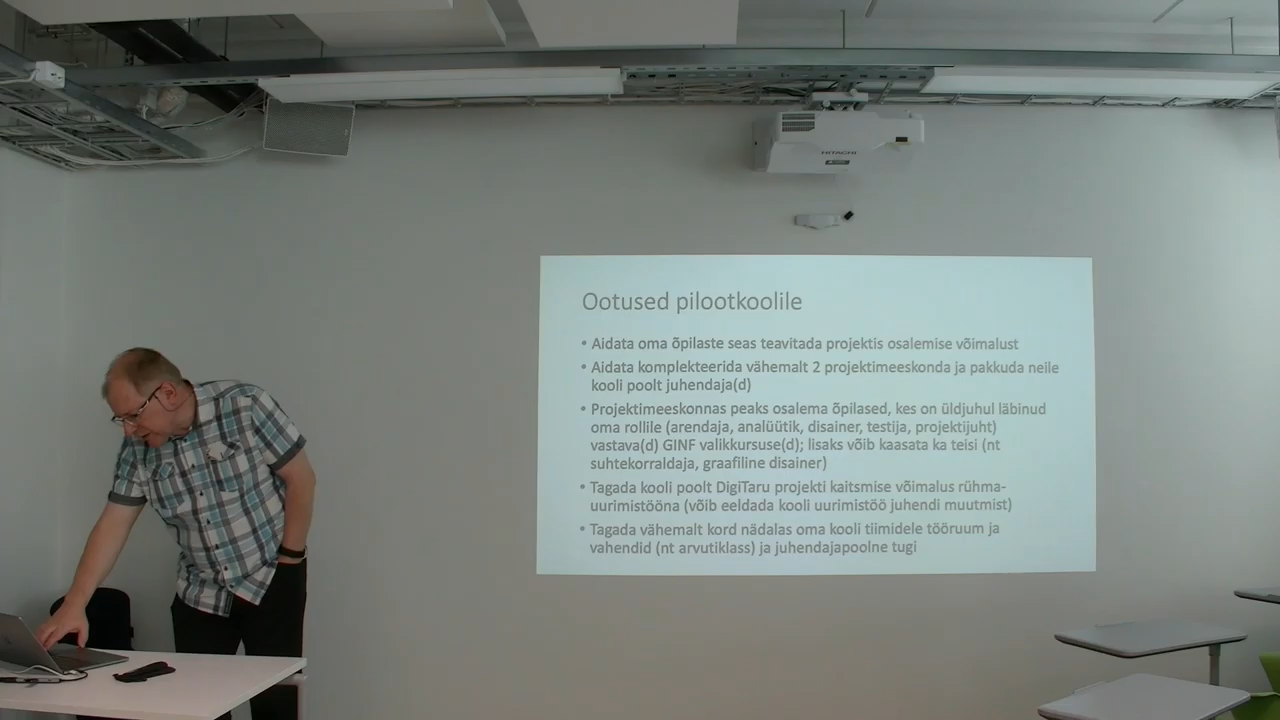 HITACHI
Ootused pilootkoolile
• Aidata oma õpilaste seas teavitada projektis osalemise võimalust
• Aidata komplekteerida vähemalt 2 projektimeeskonda ja pakkuda neile
kooli poolt juhendaja(d)
• Projektimeeskonnas peaks osalema õpilased, kes on üldjuhul läbinud
oma rollile (arendaja, analüütik, disainer, testija, projektijuht)
vastava(d) GINF valikkursuse(d); lisaks võib kaasata ka teisi (nt
suhtekorraldaja, graafiline disainer)
• Tagada kooli poolt DigiTaru projekti kaitsmise võimalus rühma-
uurimistööna (võib eeldada kooli uurimistöö juhendi muutmist)
• Tagada vähemalt kord nädalas oma kooli tiimidele tööruum ja
vahendid (nt arvutiklass) ja juhendajapoolne tugi